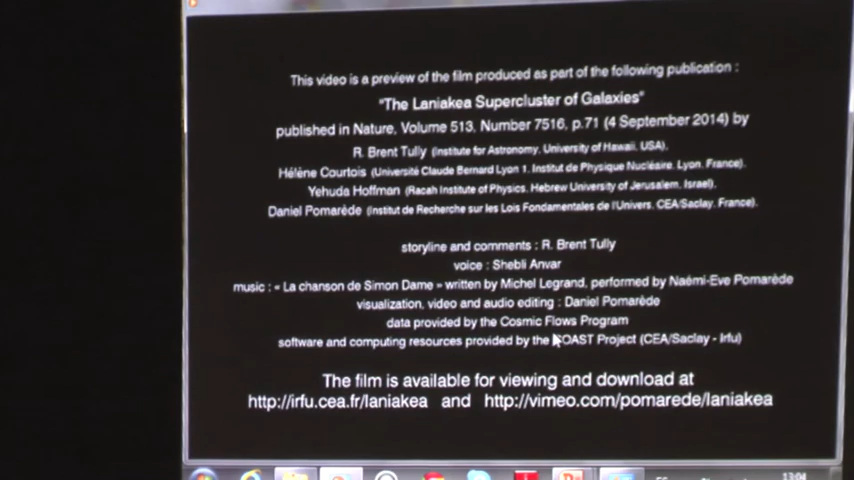 This video is a preview of the film produced as part of the following publication :
"The Laniakea Supercluster of Galaxies"
published in Nature, Volume 513, Number 7516, p.71 (4 September 2014) by
R. Brent Tully (Institute for Astronomy, University of Hawaii, USA),
Hélène Courtois (Université Claude Bernard Lyon 1, Institut de Physique Nucléaire, Lyon, France),
Yehuda Hoffman (Racah Institute of Physics, Hebrew University of Jerusalem, Israel),
Daniel Pomarède (Institut de Recherche sur les Lois Fondamentales de l'Univers, CEA/Saclay, France).
storyline and comments : R. Brent Tully
voice : Shebli Anvar
music : « La chanson de Simon Dame » written by Michel Legrand, performed by Naémi-Eve Pomarède
visualization, video and audio editing : Daniel Pomarède
data provided by the Cosmic Flows Program
software and computing resources provided by the COAST Project (CEA/Saclay - Irfu)
The film is available for viewing and download at
http://irfu.cea.fr/laniakea and http://vimeo.com/pomarede/laniakea
13:04